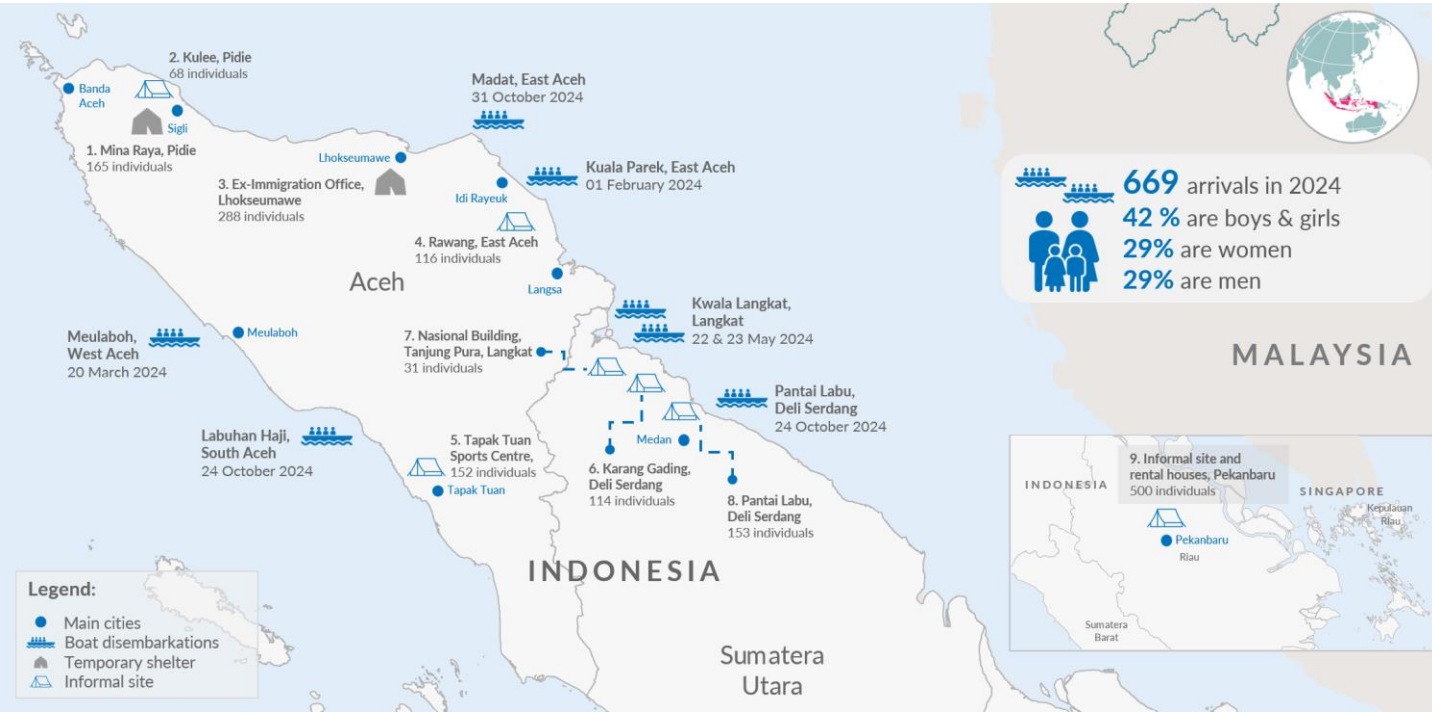 2. Kulee, Pidie
68 individuals
Banda
Aceh
Sigli
1. Mina Raya, Pidie
165 individuals
Madat, East Aceh
31 October 2024
Lhokseumawe
3. Ex-Immigration Office,
Lhokseumawe
288 individuals
Kuala Parek, East Aceh
01 February 2024
Idi Rayeuk
4. Rawang, East Aceh
116 individuals
Aceh
Langsa
669 arrivals in 2024
42 % are boys & girls
29% are women
29% are men
Kwala Langkat,
Langkat
22 & 23 May 2024
Meulaboh,
West Aceh
20 March 2024
Meulaboh
7. Nasional Building,
Tanjung Pura, Langkat
31 individuals
MALAYSIA
Pantai Labu,
Deli Serdang
24 October 2024
Labuhan Haji,
South Aceh
24 October 2024
5. Tapak Tuan
Sports Centre,
152 individuals
Tapak Tuan
Medan
6. Karang Gading,
Deli Serdang
114 individuals
8. Pantai Labu,
Deli Serdang
153 individuals
9. Informal site and
rental houses, Pekanbaru
500 individuals
INDONESIA
SINGAPORE
Kepulauan
Riau
Pekanbaru
Riau
Sumatera
Barat
INDONESIA
Sumatera
Utara
Legend:
Main cities
Boat disembarkations
Temporary shelter
Informal site